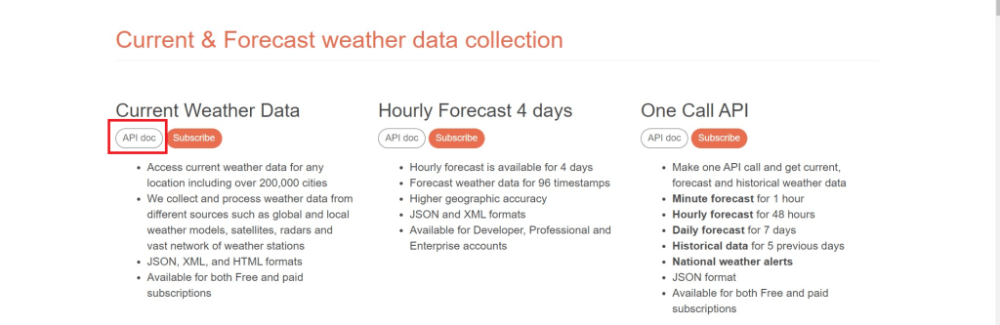 Current & Forecast weather data collection
Current Weather Data
API doc Subscribe
• Access current weather data for any
location including over 200,000 cities
• We collect and process weather data from
different sources such as global and local
weather models, satellites, radars and
vast network of weather stations
• JSON, XML, and HTML formats
• Available for both Free and paid
subscriptions
Hourly Forecast 4 days
API doc Subscribe
• Hourly forecast is available for 4 days
• Forecast weather data for 96 timestamps
• Higher geographic accuracy
• JSON and XML formats
• Available for Developer, Professional and
Enterprise accounts
One Call API
API doc Subscribe
• Make one API call and get current,
forecast and historical weather data
• Minute forecast for 1 hour
• Hourly forecast for 48 hours
• Daily forecast for 7 days
• Historical data for 5 previous days
• National weather alerts
• JSON format
• Available for both Free and paid
subscriptions